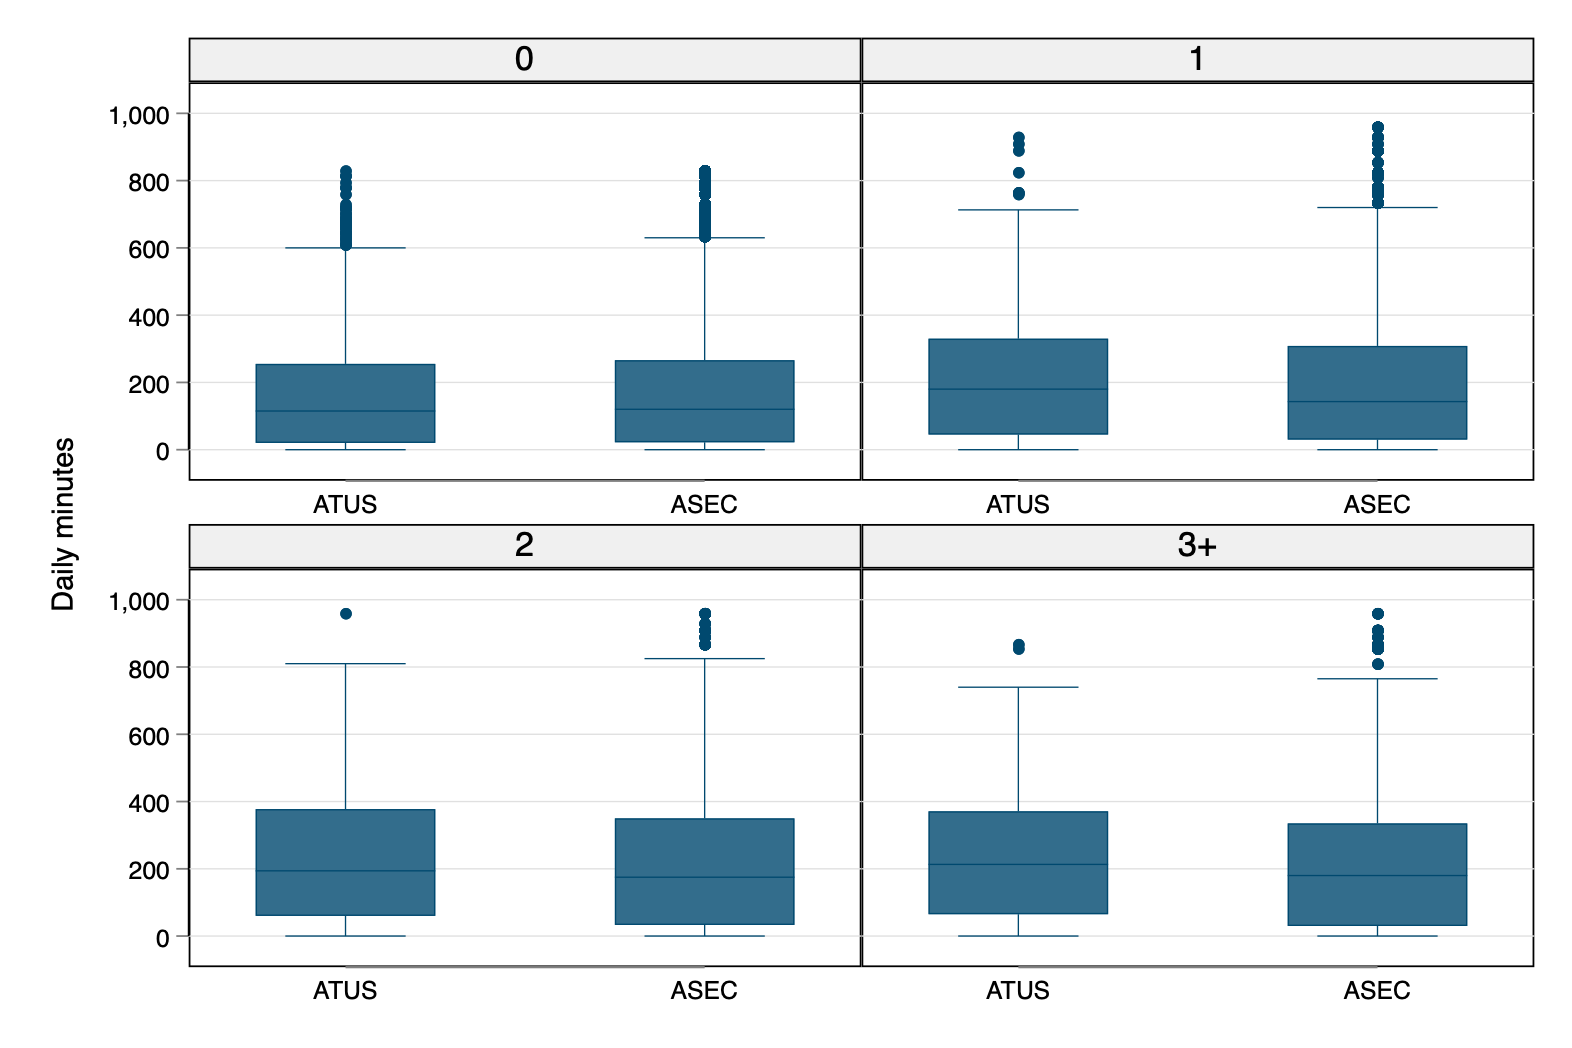 Daily minutes
0
1
1,000
800
600
400
200
0
ATUS
ASEC
ATUS
ASEC
2
3+
1,000
800
600
400
200
0
ATUS
ASEC
ATUS
ASEC